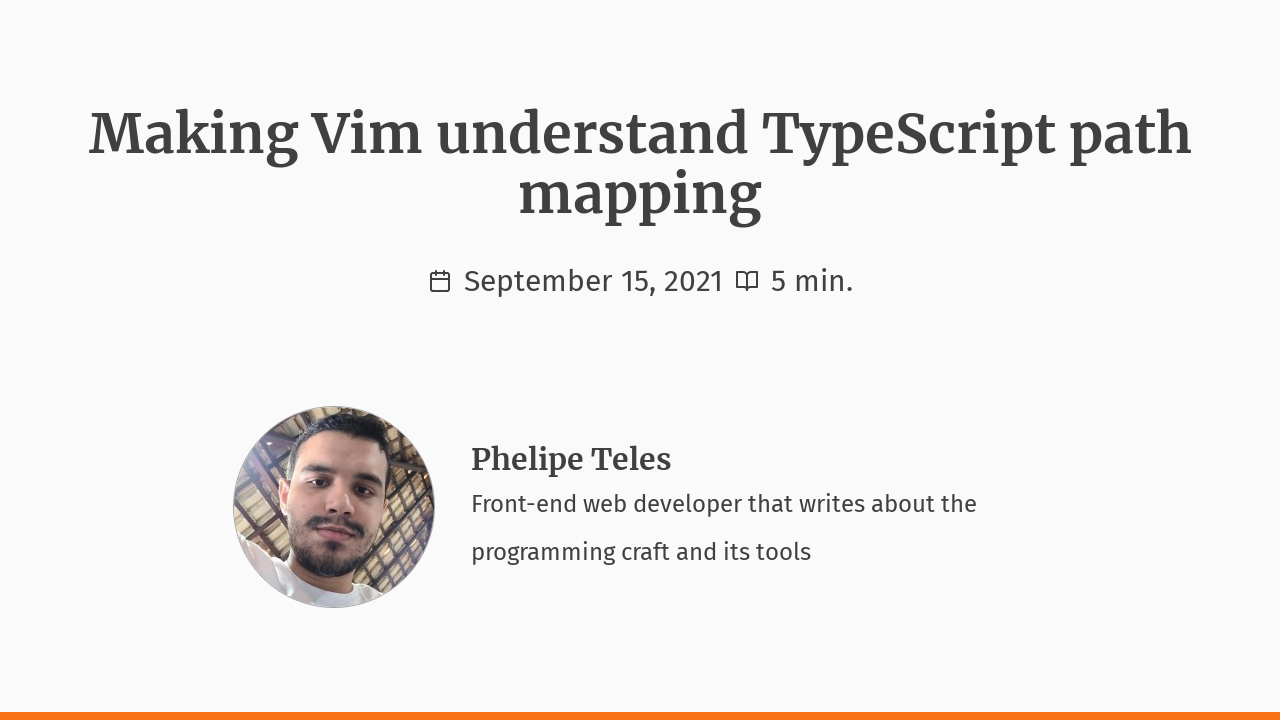 Making Vim understand TypeScript path
mapping
September 15, 2021 5 min.
Phelipe Teles
Front-end web developer that writes about the
programming craft and its tools